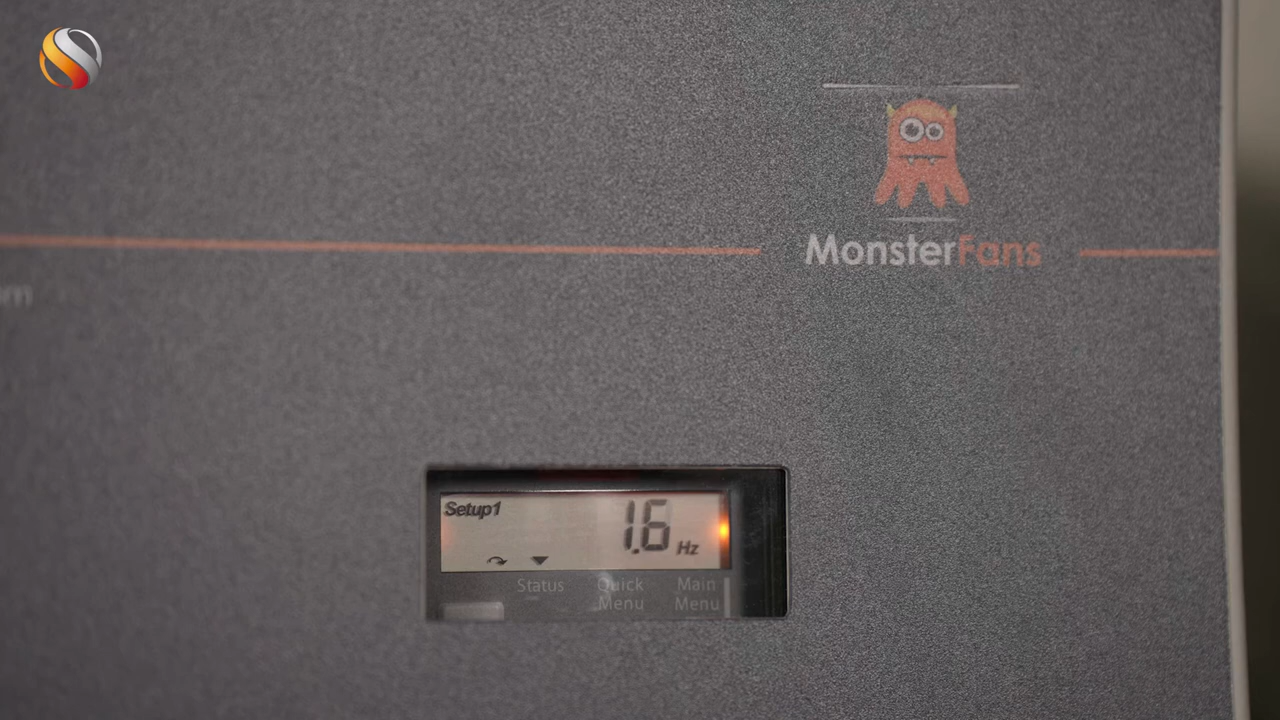 MonsterFans
Setup1
1.6 Hz
Status
Quick Menu
Main Menu